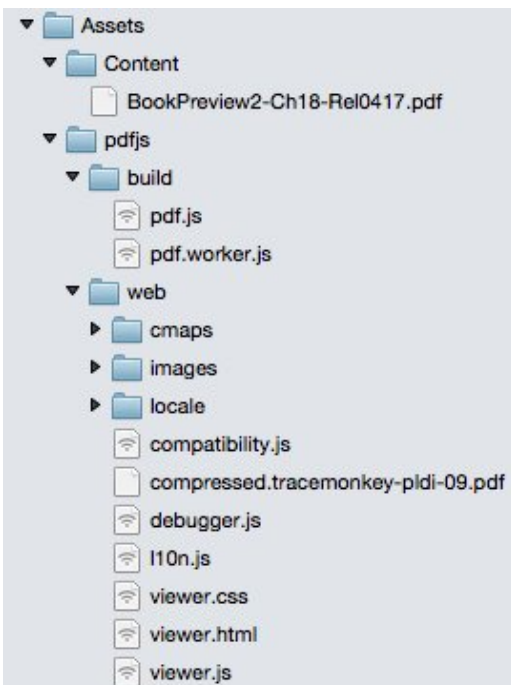 Assets
Content
BookPreview2-Ch18-Rel0417.pdf
pdfjs
build
pdf.js
pdf.worker.js
web
cmaps
images
locale
compatibility.js
compressed.tracemonkey-pldi-09.pdf
debugger.js
l10n.js
viewer.css
viewer.html
viewer.js